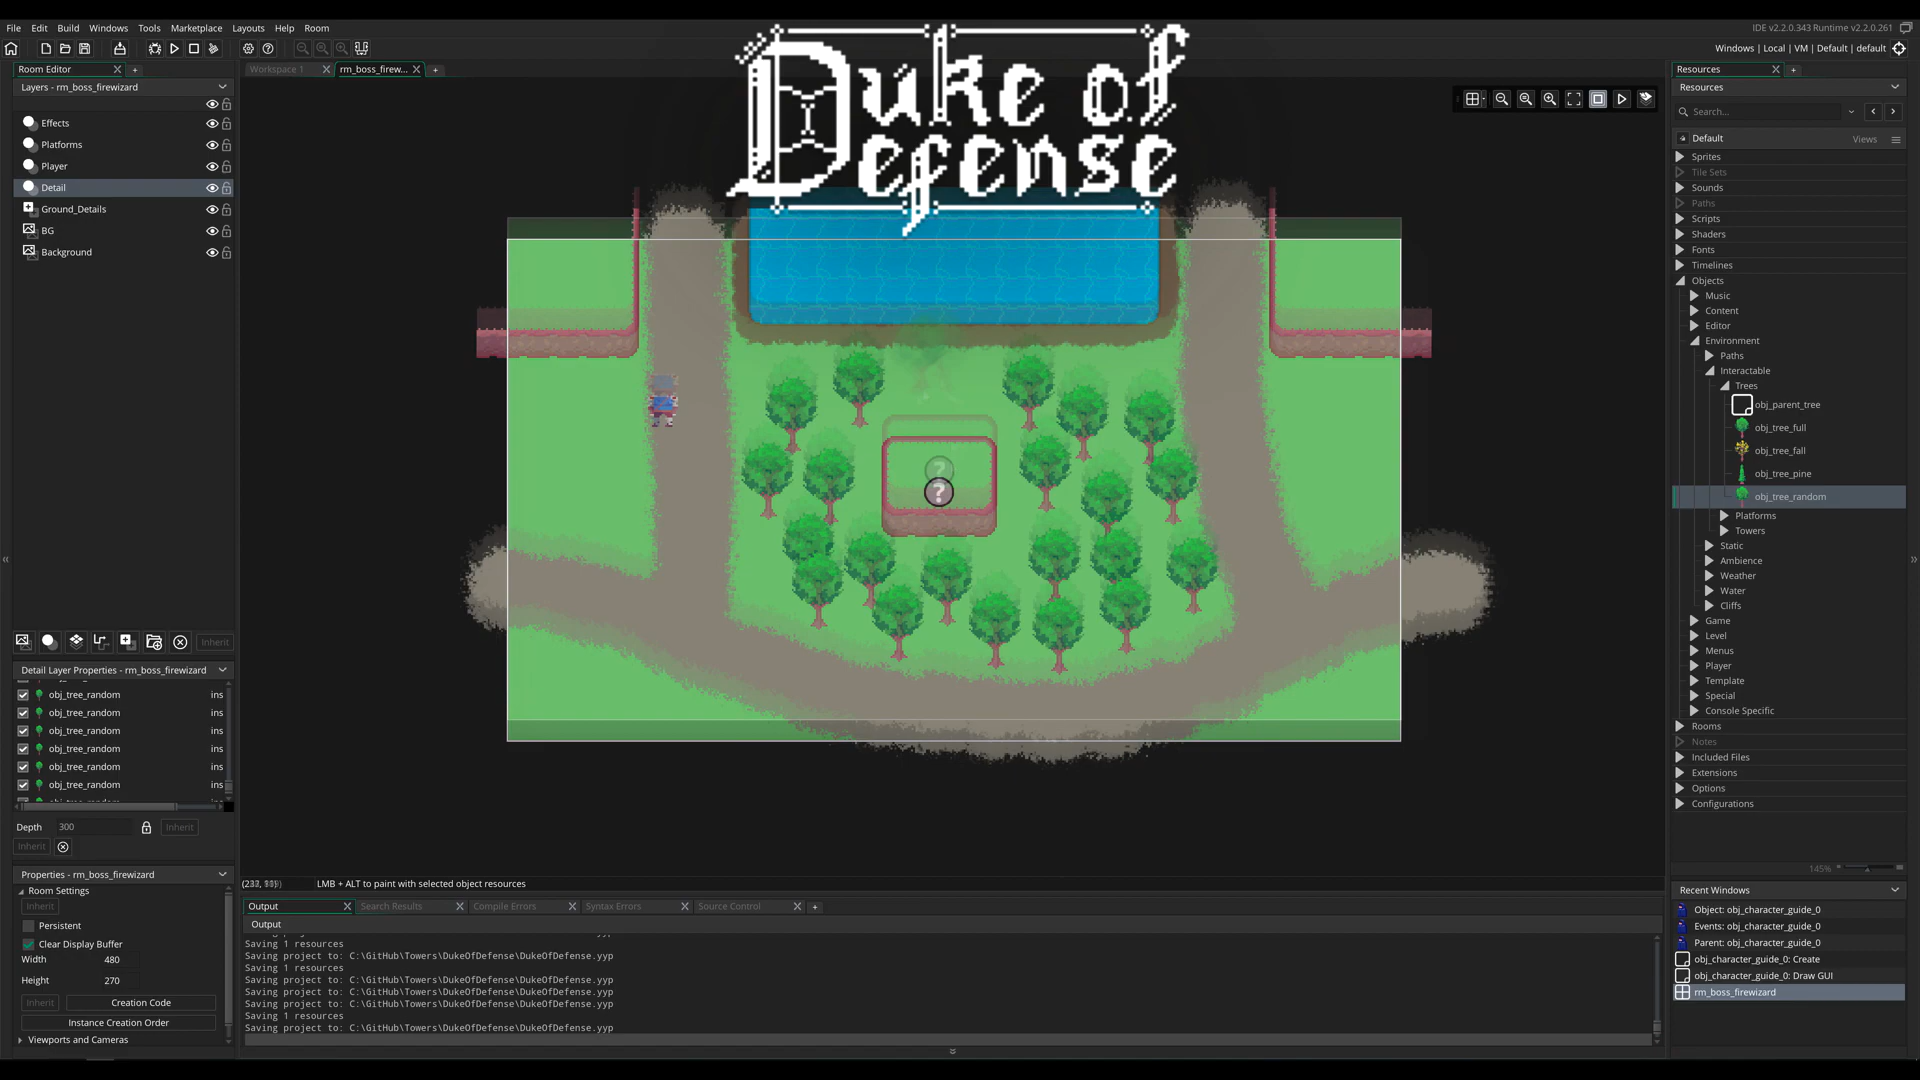 File Edit Build Windows Tools Marketplace Layouts Help Room
IDE v2.2.0.343 Runtime v2.2.0.261
Windows | Local | VM | Default | default
Room Editor
Workspace 1
rm_boss_firew...
Duke of
Defense
Layers - rm_boss_firewizard
Effects
Platforms
Player
Detail
Ground_Details
BG
Background
Inherit
Detail Layer Properties - rm_boss_firewizard
obj_tree_random ins
obj_tree_random ins
obj_tree_random ins
obj_tree_random ins
obj_tree_random ins
obj_tree_random ins
Depth 300 Inherit
Inherit
Properties - rm_boss_firewizard
Room Settings
Inherit
Persistent
Clear Display Buffer
Width 480
Height 270
Inherit Creation Code
Instance Creation Order
Viewports and Cameras
?
?
LMB + ALT to paint with selected object resources
Output Search Results Compile Errors Syntax Errors Source Control
Output
Saving 1 resources
Saving project to: C:\GitHub\Towers\DukeOfDefense\DukeOfDefense.yyp
Saving 1 resources
Saving project to: C:\GitHub\Towers\DukeOfDefense\DukeOfDefense.yyp
Saving project to: C:\GitHub\Towers\DukeOfDefense\DukeOfDefense.yyp
Saving project to: C:\GitHub\Towers\DukeOfDefense\DukeOfDefense.yyp
Saving 1 resources
Saving project to: C:\GitHub\Towers\DukeOfDefense\DukeOfDefense.yyp
Resources
Resources
Search...
Default Views
Sprites
Tile Sets
Sounds
Paths
Scripts
Shaders
Fonts
Timelines
Objects
Music
Content
Editor
Environment
Paths
Interactable
Trees
obj_parent_tree
obj_tree_full
obj_tree_fall
obj_tree_pine
obj_tree_random
Platforms
Towers
Static
Ambience
Weather
Water
Cliffs
Game
Level
Menus
Player
Template
Special
Console Specific
Rooms
Notes
Included Files
Extensions
Options
Configurations
145%
Recent Windows
Object: obj_character_guide_0
Events: obj_character_guide_0
Parent: obj_character_guide_0
obj_character_guide_0: Create
obj_character_guide_0: Draw GUI
rm_boss_firewizard